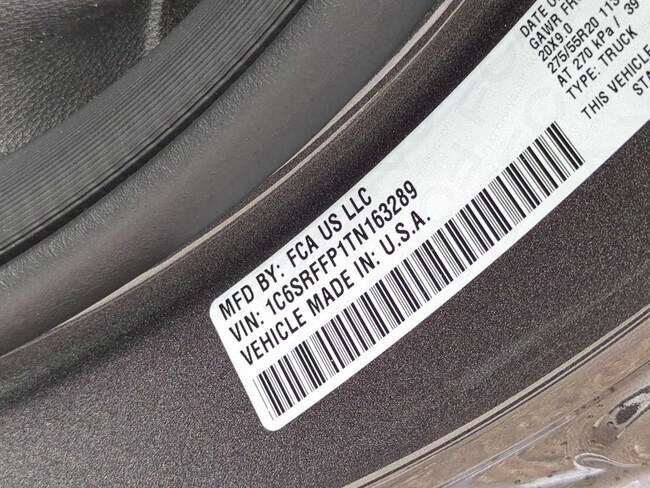 MFD BY: FCA US LLC
VIN: 1C6SRFFP1TN163289
VEHICLE MADE IN: U.S.A.
DATE
GAWR
20X9.0
275/55R20
AT 270 kPa / 39
TYPE: TRUCK
THIS VEHICLE